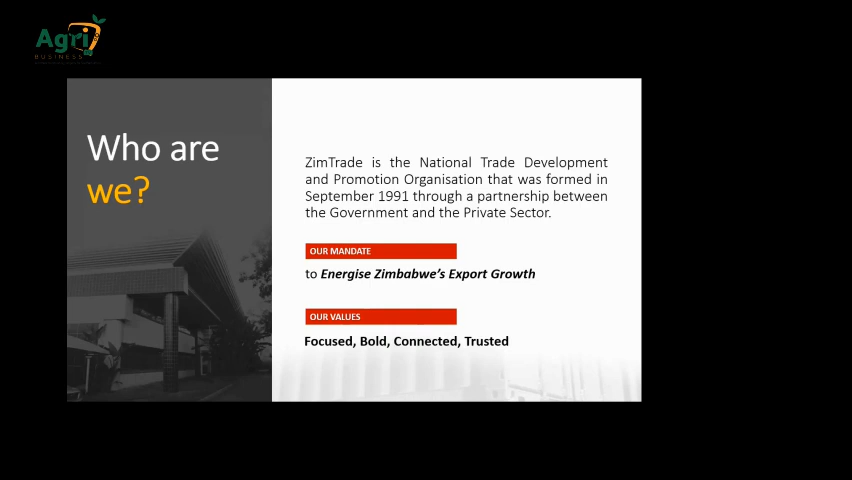 Agri
BUSINESS
Who are
we?
ZimTrade is the National Trade Development
and Promotion Organisation that was formed in
September 1991 through a partnership between
the Government and the Private Sector.
OUR MANDATE
to Energise Zimbabwe's Export Growth
OUR VALUES
Focused, Bold, Connected, Trusted